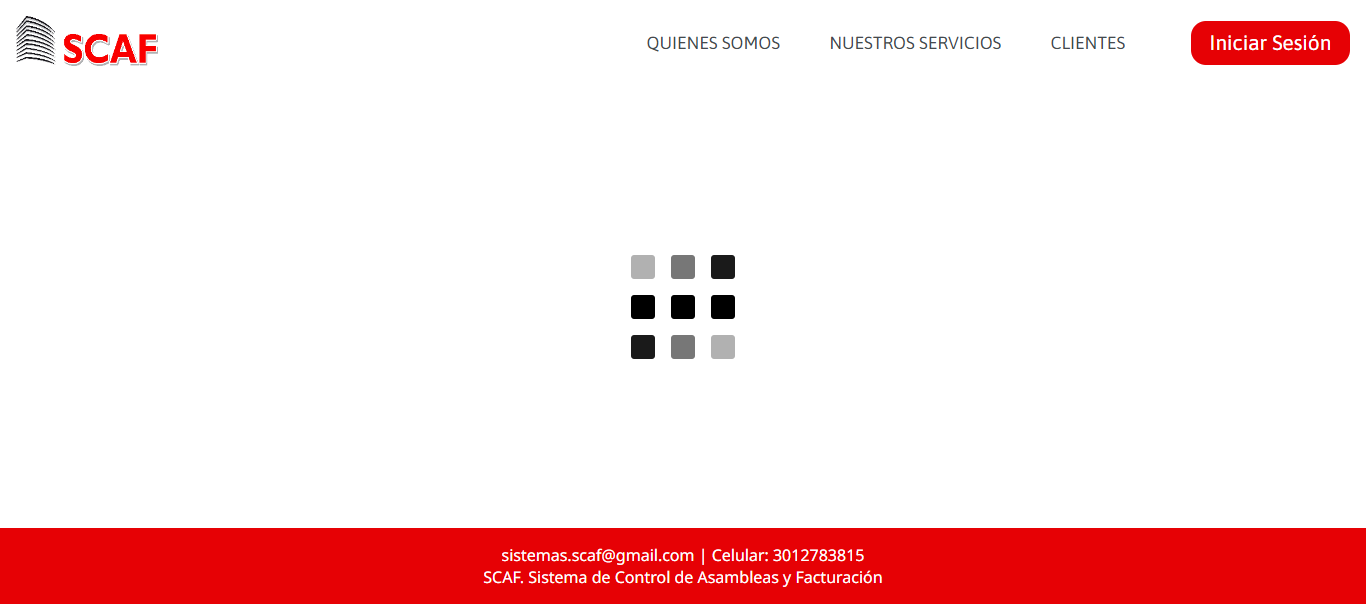 SCAF
QUIENES SOMOS
NUESTROS SERVICIOS
CLIENTES
Iniciar Sesión
sistemas.scaf@gmail.com | Celular: 3012783815
SCAF. Sistema de Control de Asambleas y Facturación